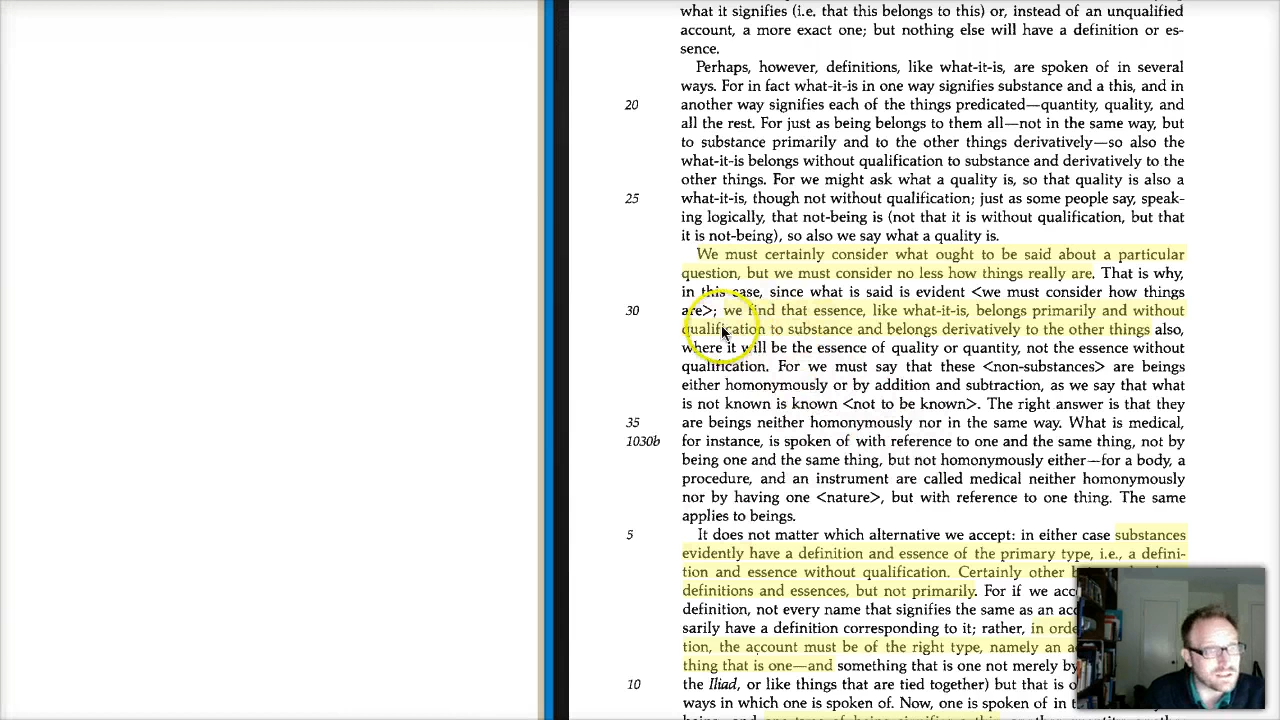 what it signifies (i.e. that this belongs to this) or, instead of an unqualified
account, a more exact one; but nothing else will have a definition or es-
sence.
Perhaps, however, definitions, like what-it-is, are spoken of in several
ways. For in fact what-it-is in one way signifies substance and a this, and in
20 another way signifies each of the things predicated—quantity, quality, and
all the rest. For just as being belongs to them all—not in the same way, but
to substance primarily and to the other things derivatively—so also the
what-it-is belongs without qualification to substance and derivatively to the
other things. For we might ask what a quality is, so that quality is also a
25 what-it-is, though not without qualification; just as some people say, speak-
ing logically, that not-being is (not that it is without qualification, but that
it is not-being), so also we say what a quality is.
We must certainly consider what ought to be said about a particular
question, but we must consider no less how things really are. That is why,
in this case, since what is said is evident <we must consider how things
30 are>; we find that essence, like what-it-is, belongs primarily and without
qualification to substance and belongs derivatively to the other things also,
where it will be the essence of quality or quantity, not the essence without
qualification. For we must say that these <non-substances> are beings
either homonymously or by addition and subtraction, as we say that what
is not known is known <not to be known>. The right answer is that they
35 are beings neither homonymously nor in the same way. What is medical,
1030b for instance, is spoken of with reference to one and the same thing, not by
being one and the same thing, but not homonymously either—for a body, a
procedure, and an instrument are called medical neither homonymously
nor by having one <nature>, but with reference to one thing. The same
applies to beings.
5 It does not matter which alternative we accept: in either case substances
evidently have a definition and essence of the primary type, i.e., a defini-
tion and essence without qualification. Certainly other
definitions and essences, but not primarily. For if we
definition, not every name that signifies the same as an
sarily have a definition corresponding to it; rather, in
tion, the account must be of the right type, namely an
thing that is one—and something that is one not merely by
10 the Iliad, or like things that are tied together) but that is
ways in which one is spoken of. Now, one is spoken of in